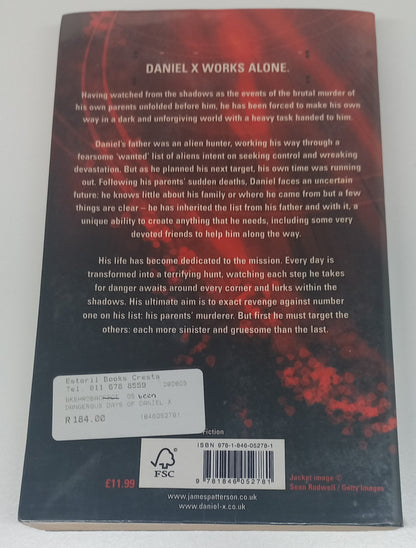 DANIEL X WORKS ALONE.
Having watched from the shadows as the events of the brutal murder of
his own parents unfolded before him, he has been forced to make his own
way in a dark and unforgiving world with a heavy task handed to him.
Daniel's father was an alien hunter, working his way through a
fearsome 'wanted' list of aliens intent on seeking control and wreaking
devastation. But as he planned his next target, his own time was running
out. Following his parents' sudden deaths, Daniel faces an uncertain
future: he knows little about his family or where he came from but a few
things are clear – he has inherited the list from his father and with it, a
unique ability to create anything that he needs, including some very
devoted friends to help him along the way.
His life has become dedicated to the mission. Every day is
transformed into a terrifying hunt, watching each step he takes
for danger awaits around every corner and lurks within the
shadows. His ultimate aim is to exact revenge against number
one on his list: his parents' murderer. But first he must target the
others: each more sinister and gruesome than the last.
Estoril Books Cresta
Tel. 011 678 8559
DANGEROUS DAYS OF DANIEL X
R 184.00
1846052781
Fiction
ISBN 978-1-846-05278-1
9 781846 052781
FSC
£11.99
www.jamespatterson.co.uk
www.daniel-x.co.uk
Jacket image ©
Sean Rodwell / Getty Images